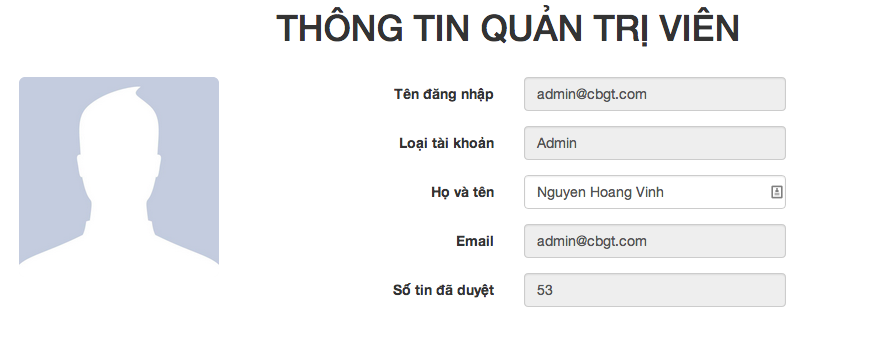 THÔNG TIN QUẢN TRỊ VIÊN
Tên đăng nhập admin@cbgt.com
Loại tài khoản Admin
Họ và tên Nguyen Hoang Vinh
Email admin@cbgt.com
Số tin đã duyệt 53